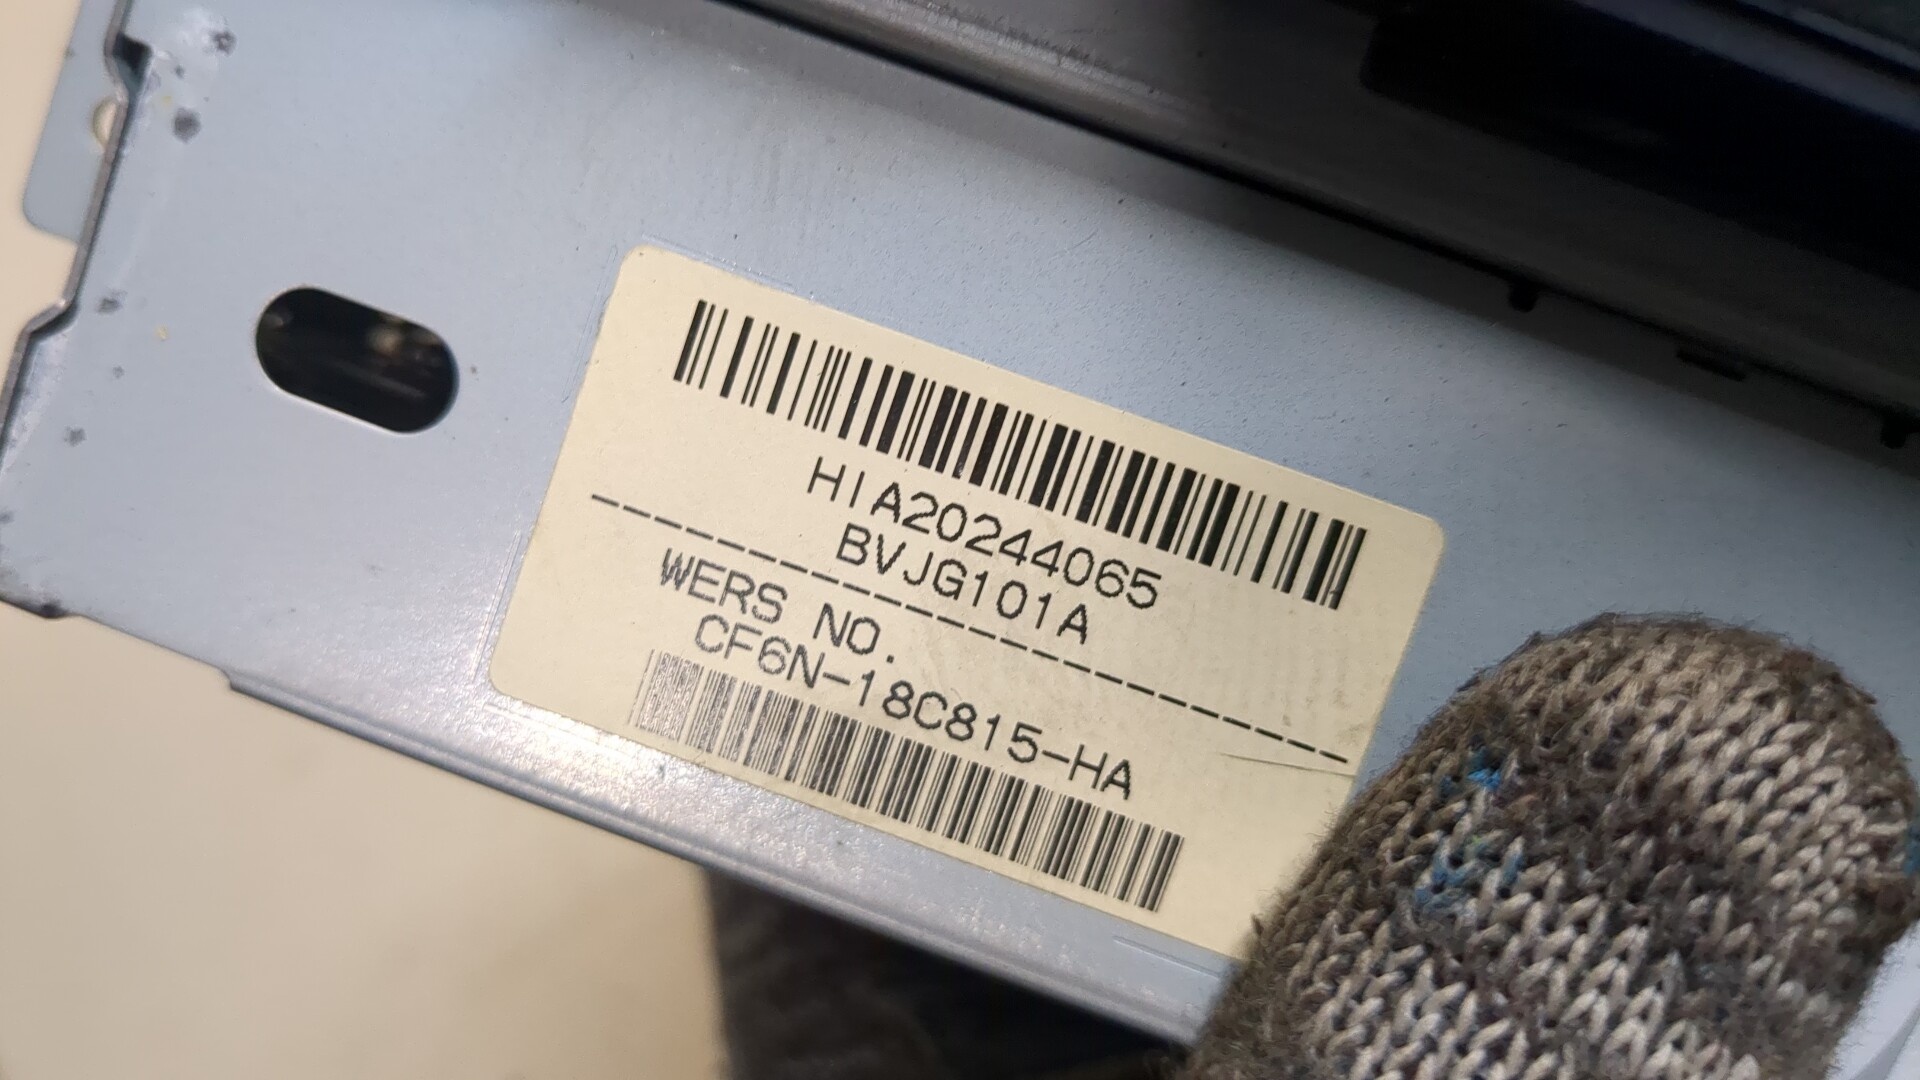 HIA20244065
BVJG101A
WERS NO.
CF6N-18C815-HA